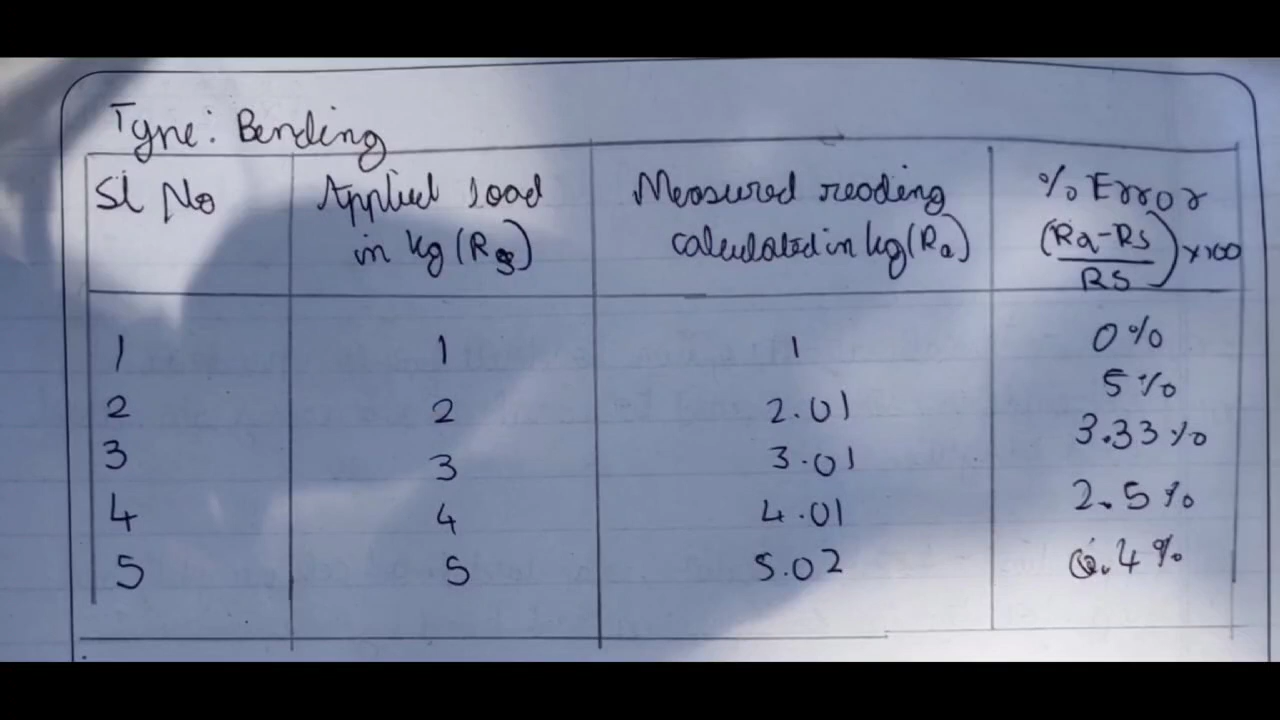 Type: Bending
Sl No Applied load in kg (Rs) Measured reading calculated in kg (Ra) % Error (Ra-Rs/RS) x 100
1 1 1 0%
2 2 2.01 5%
3 3 3.01 3.33%
4 4 4.01 2.5%
5 5 5.02 0.4%